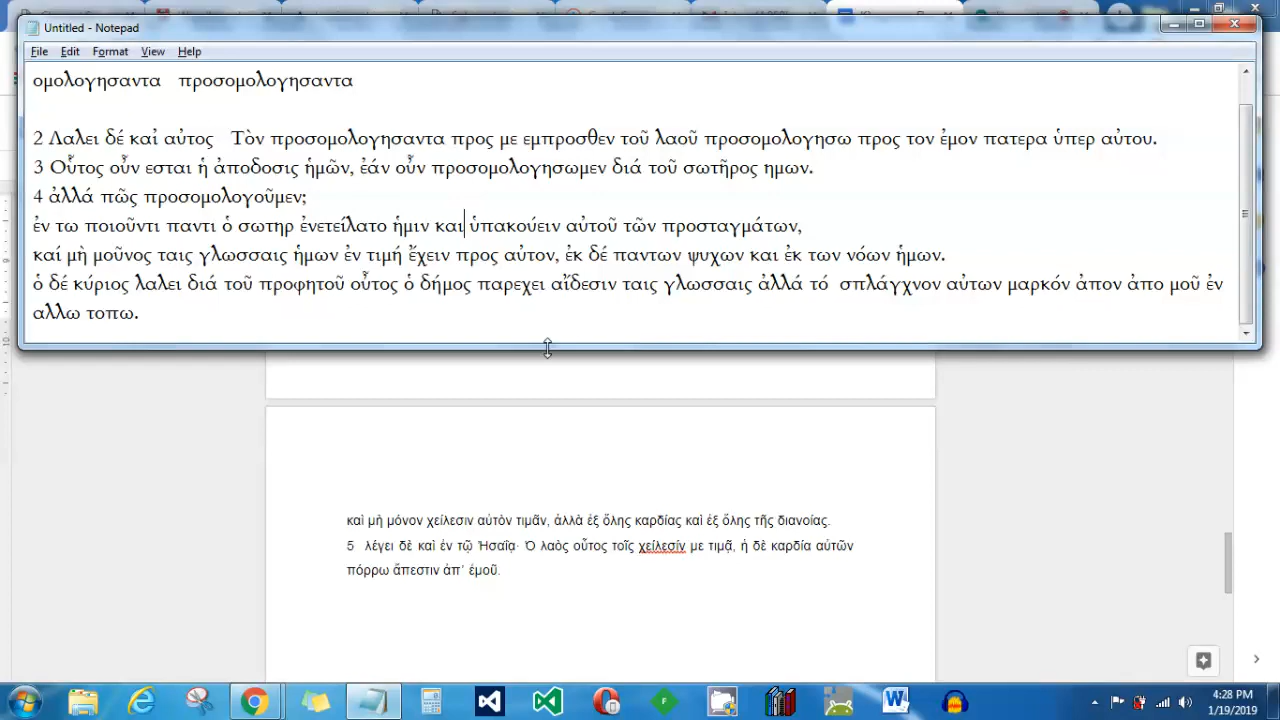 Untitled - Notepad
File Edit Format View Help
ομολογησαντα προσομολογησαντα
2 Λαλει δέ καἰ αὐτος Τὸν προσομολογησαντα προς με εμπροσθεν τοῦ λαοῦ προσομολογησω προς τον ἐμον πατερα ὑπερ αὐτου.
3 Οὗτος οὖν εσται ἡ ἀποδοσις ἡμῶν, ἐάν οὖν προσομολογησωμεν διά τοῦ σωτῆρος ημων.
4 ἀλλά πῶς προσομολογοῦμεν;
ἐν τω ποιοῦντι παντι ὁ σωτηρ ἐνετείλατο ἡμιν και ὑπακούειν αὐτοῦ τῶν προσταγμάτων,
καί μὴ μοῦνος ταις γλωσσαις ἡμων ἐν τιμή ἔχειν προς αὐτον, ἐκ δέ παντων ψυχων και ἐκ των νόων ἡμων.
ὁ δέ κύριος λαλει διά τοῦ προφητοῦ οὗτος ὁ δήμος παρεχει αἴδεσιν ταις γλωσσαις ἀλλά τό σπλάγχνον αὐτων μαρκόν ἀπον ἀπο μοῦ ἐν
αλλω τοπω.
καὶ μὴ μόνον χείλεσιν αὐτὸν τιμᾶν, ἀλλὰ ἐξ ὅλης καρδίας καὶ ἐξ ὅλης τῆς διανοίας.
5 λέγει δὲ καὶ ἐν τῷ Ἠσαΐᾳ· Ὁ λαὸς οὗτος τοῖς χείλεσίν με τιμᾷ, ἡ δὲ καρδία αὐτῶν
πόρρω ἄπεστιν ἀπ’ ἐμοῦ.
4:28 PM
1/19/2019